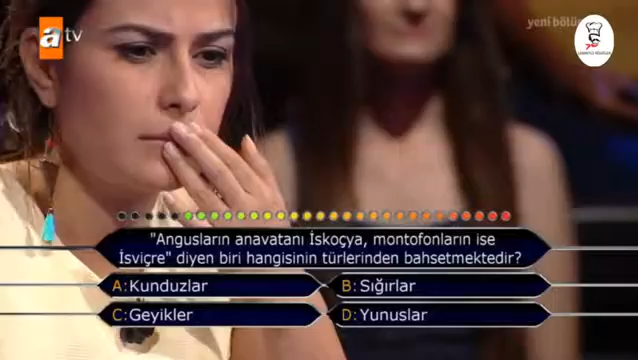 atv
yeni bölüm
"Angusların anavatanı İskoçya, montofonların ise
İsviçre" diyen biri hangisinin türlerinden bahsetmektedir?
A: Kunduzlar
B: Sığırlar
C: Geyikler
D: Yunuslar